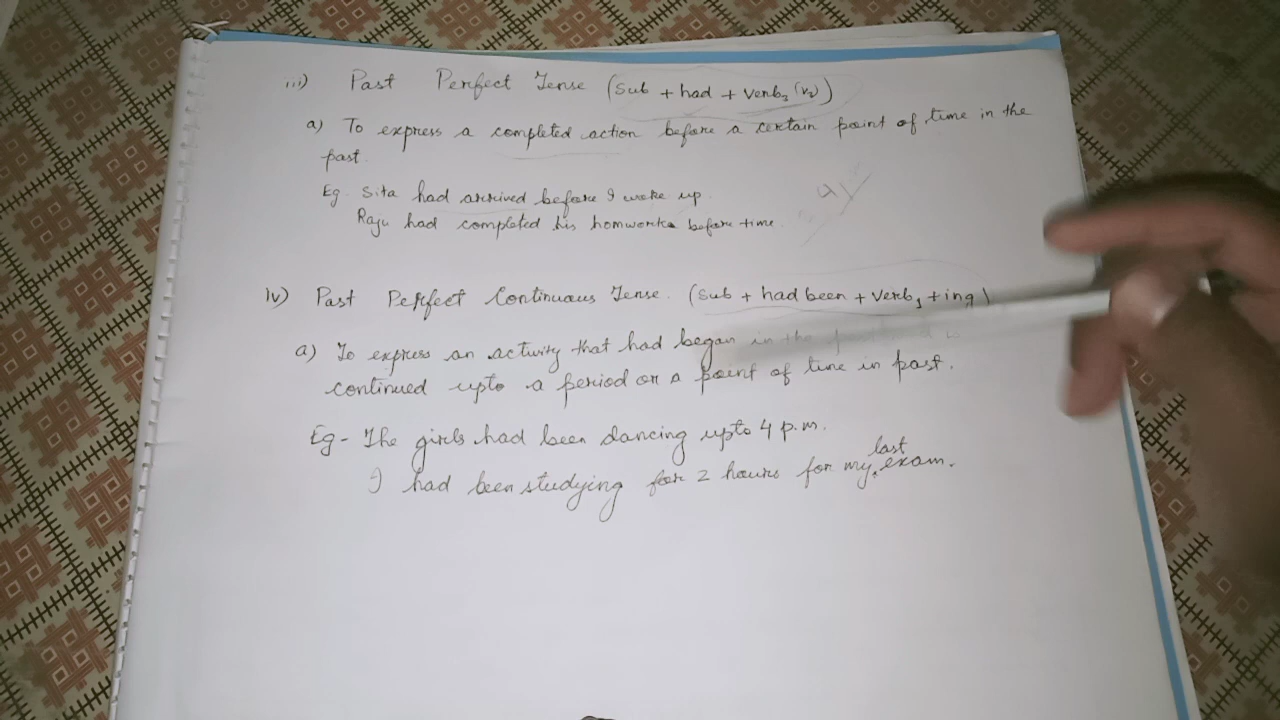 iii) Past Perfect Tense (Sub + had + verb₃ (v₃))
a) To express a completed action before a certain point of time in the
past.
Eg. Sita had arrived before I woke up.
Raju had completed his homworks before time.
iv) Past Perfect Continuous Tense. (Sub + had been + Verb₁ + ing)
a) To express an activity that had began in the
continued upto a period or a point of time in past.
Eg - The girls had been dancing upto 4 p.m.
I had been studying for 2 hours for my last exam.